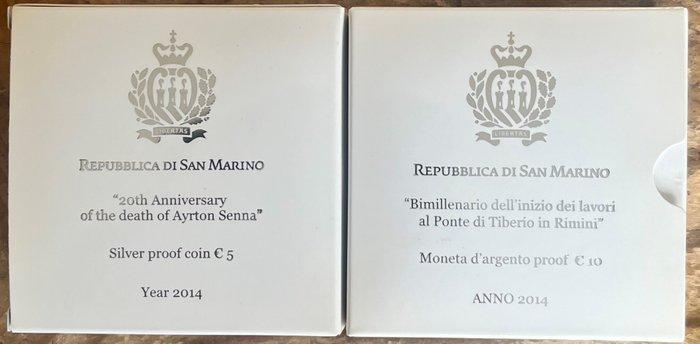 LIBERTAS
REPUBBLICA DI SAN MARINO
"20th Anniversary
of the death of Ayrton Senna"
Silver proof coin € 5
Year 2014
LIBERTAS
REPUBBLICA DI SAN MARINO
"Bimillenario dell'inizio dei lavori
al Ponte di Tiberio in Rimini"
Moneta d'argento proof € 10
ANNO 2014